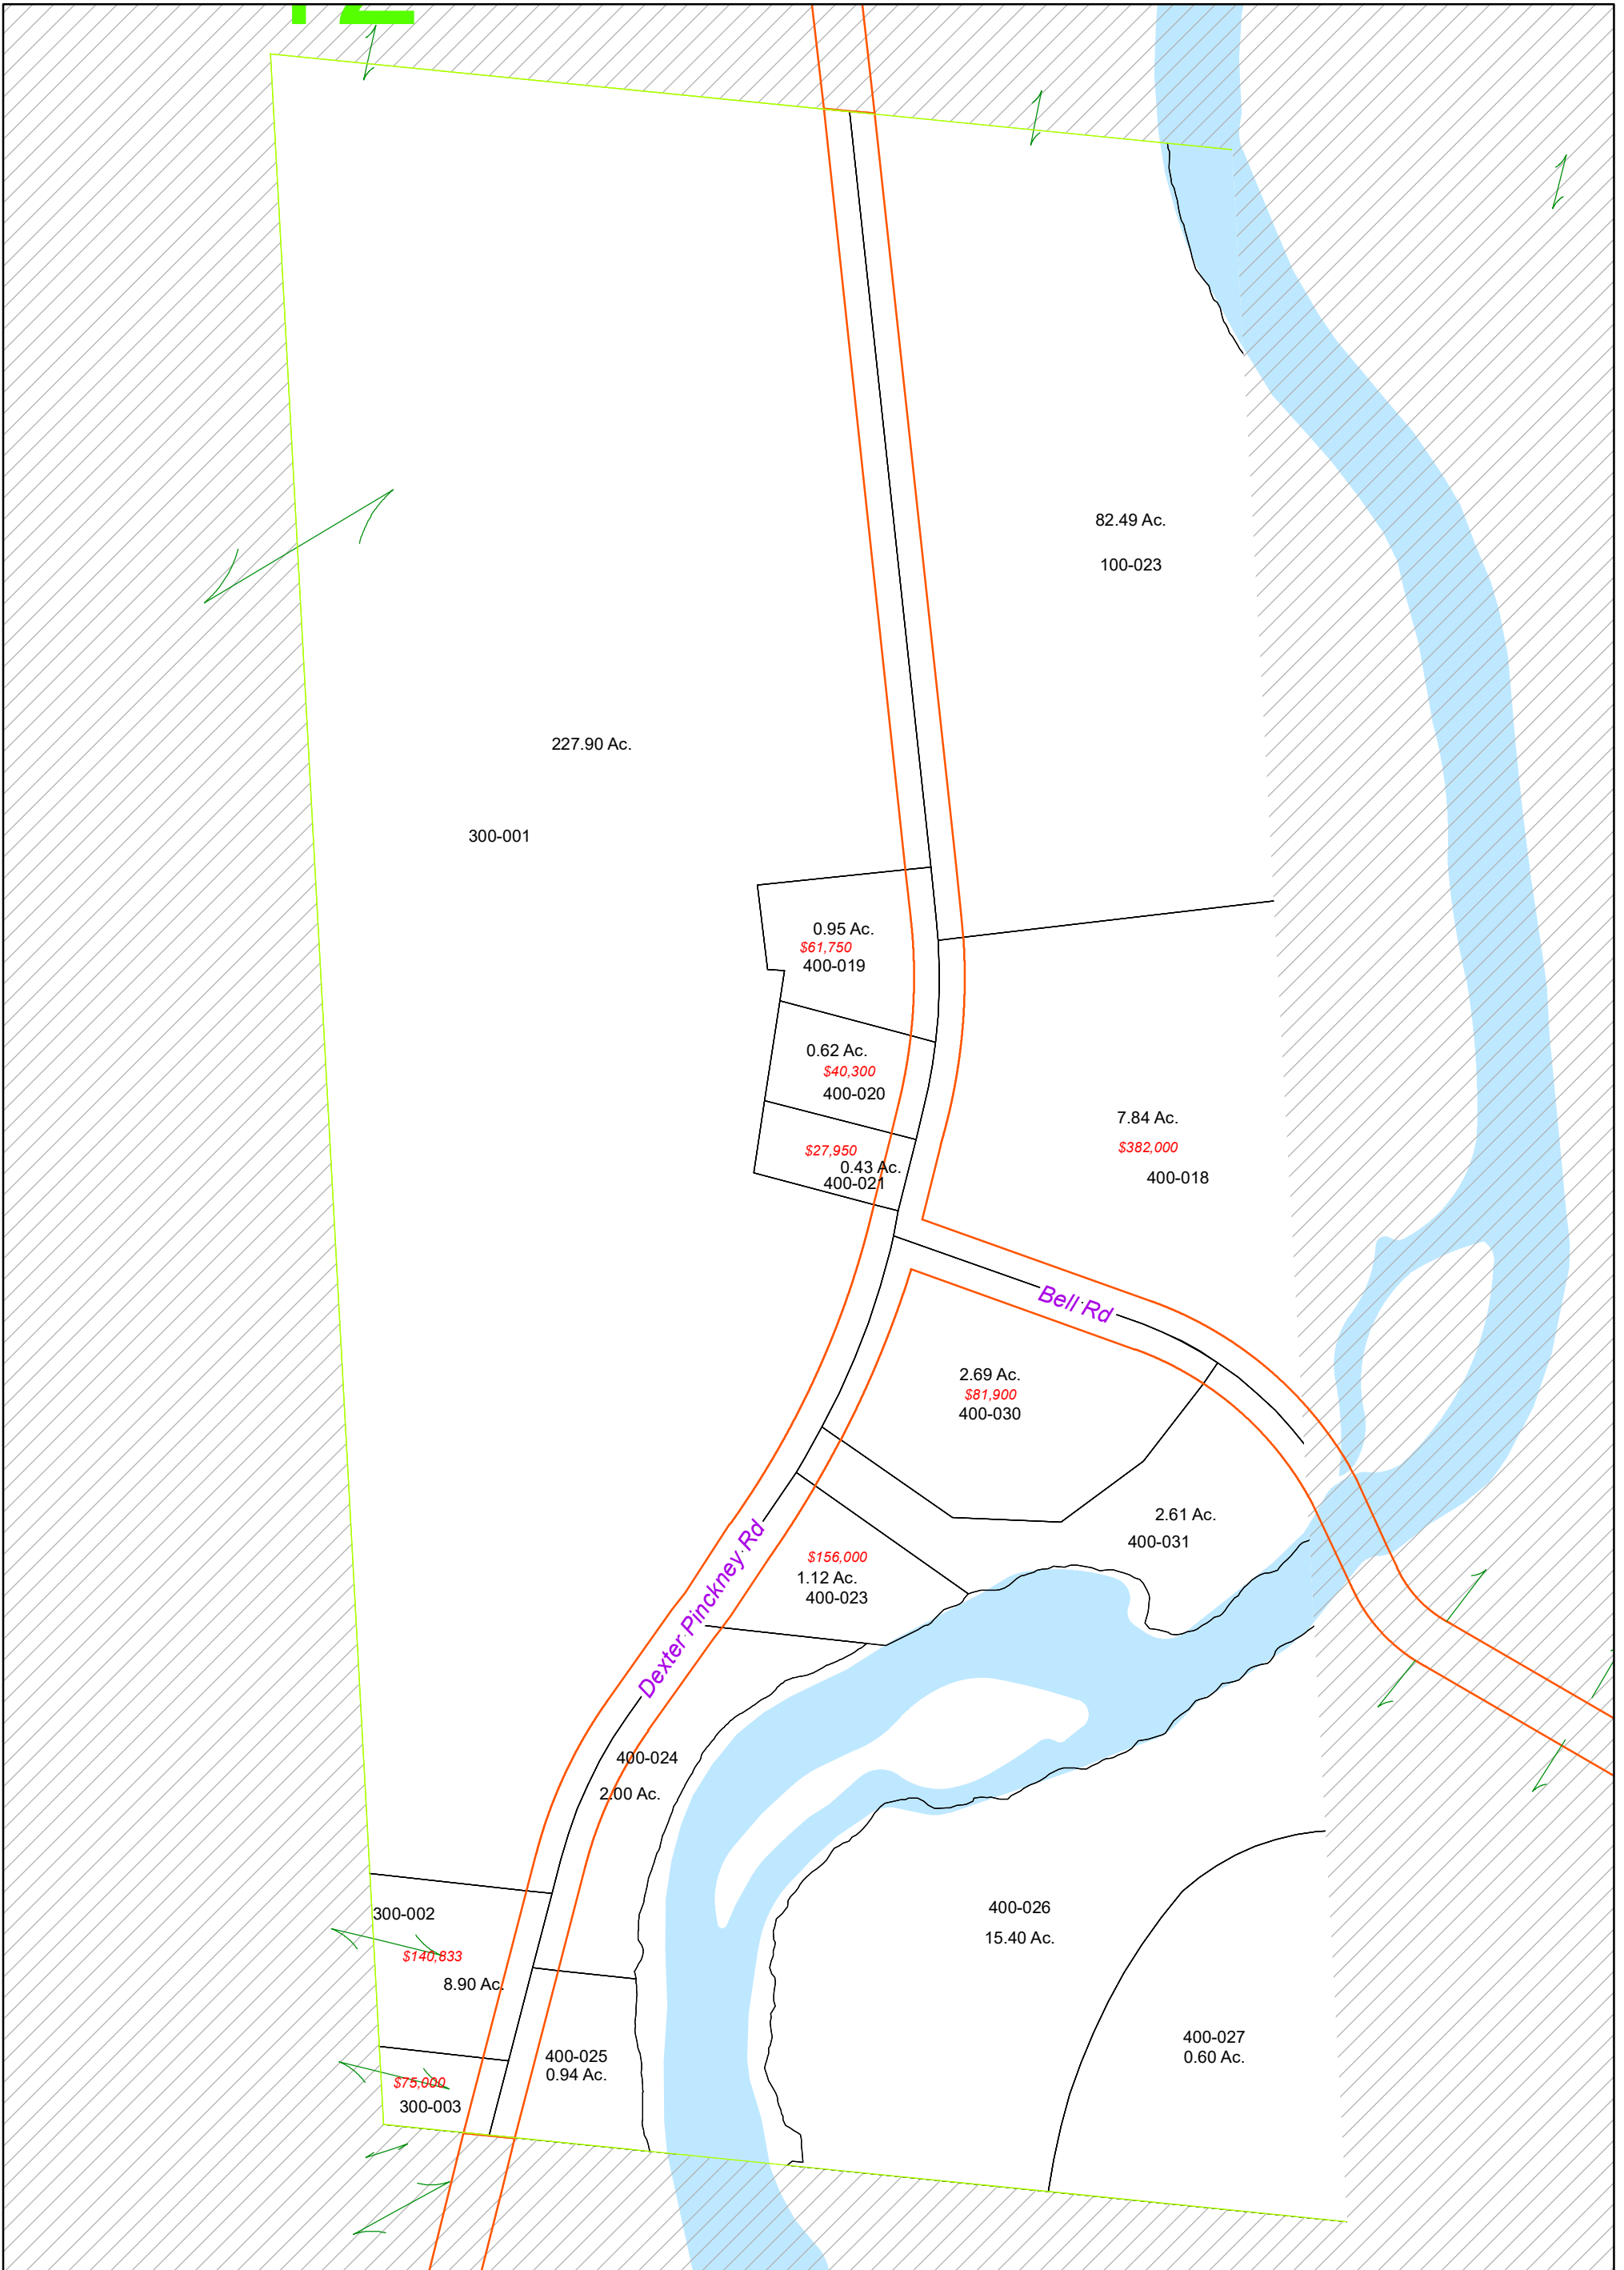 82.49 Ac.
100-023
227.90 Ac.
300-001
0.95 Ac.
$61,750
400-019
0.62 Ac.
$40,300
400-020
7.84 Ac.
$382,000
400-018
$27,950
0.43 Ac.
400-021
Bell Rd
2.69 Ac.
$81,900
400-030
2.61 Ac.
400-031
$156,000
1.12 Ac.
400-023
Dexter Pinckney Rd
400-024
2.00 Ac.
300-002
$140,833
8.90 Ac.
400-026
15.40 Ac.
400-027
0.60 Ac.
400-025
0.94 Ac.
$75,000
300-003